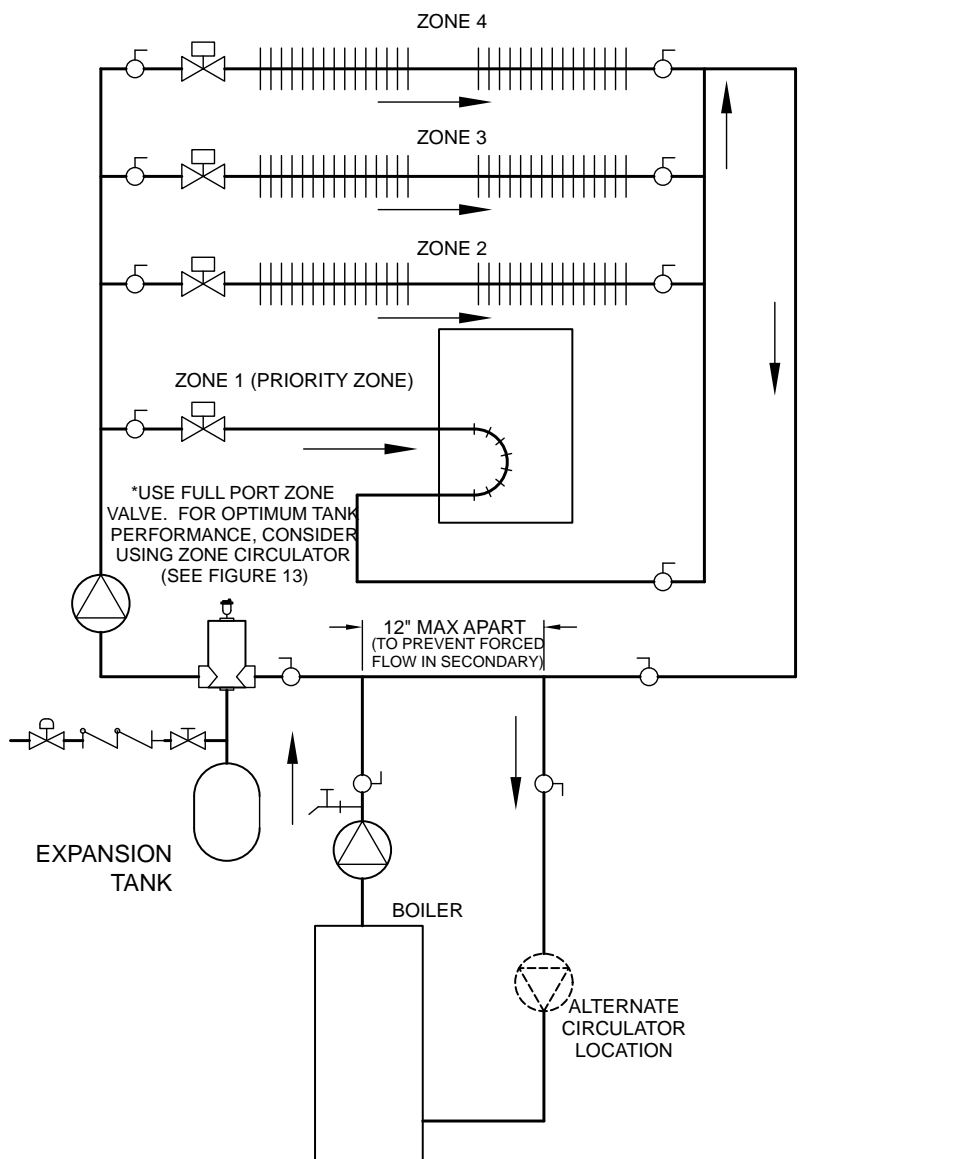 ZONE 4
ZONE 3
ZONE 2
ZONE 1 (PRIORITY ZONE)
*USE FULL PORT ZONE
VALVE.  FOR OPTIMUM TANK
PERFORMANCE, CONSIDER
USING ZONE CIRCULATOR
(SEE FIGURE 13)
12" MAX APART
(TO PREVENT FORCED
FLOW IN SECONDARY)
EXPANSION
TANK
BOILER
ALTERNATE
CIRCULATOR
LOCATION